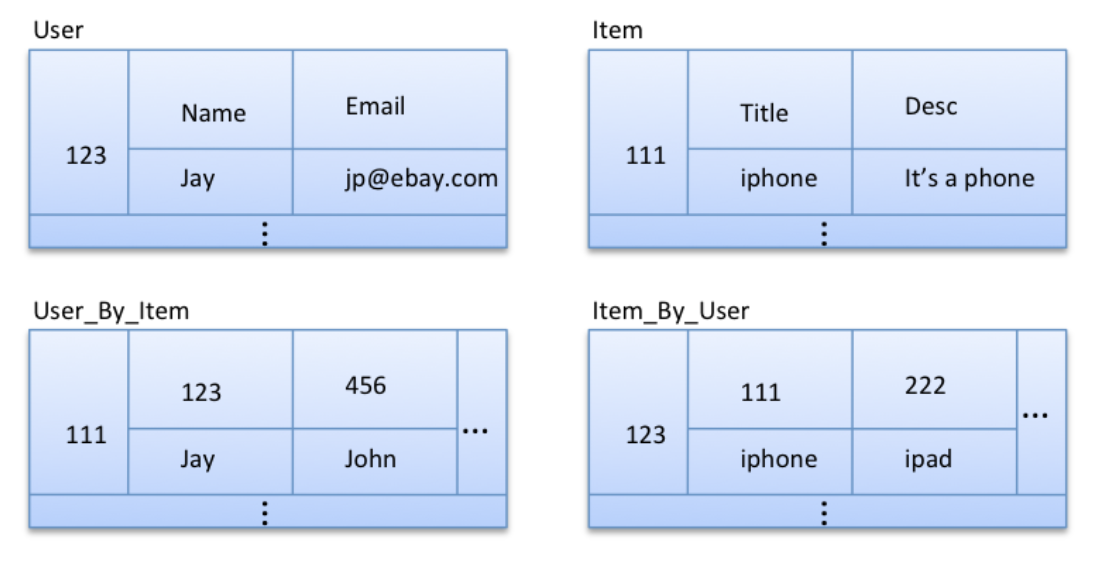 User
Name
Email
123
Jay
jp@ebay.com
Item
Title
Desc
111
iphone
It's a phone
User_By_Item
123
456
...
111
Jay
John
Item_By_User
111
222
...
123
iphone
ipad